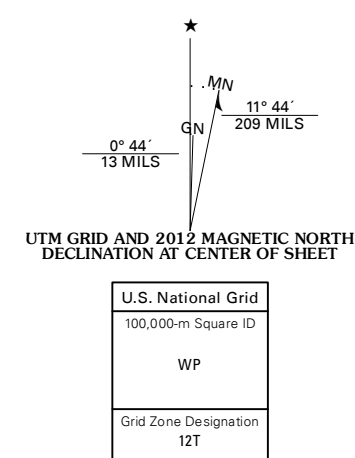 ★
MN
11° 44´
209 MILS
GN
0° 44´
13 MILS
UTM GRID AND 2012 MAGNETIC NORTH
DECLINATION AT CENTER OF SHEET
U.S. National Grid
100,000-m Square ID
WP
Grid Zone Designation
12T